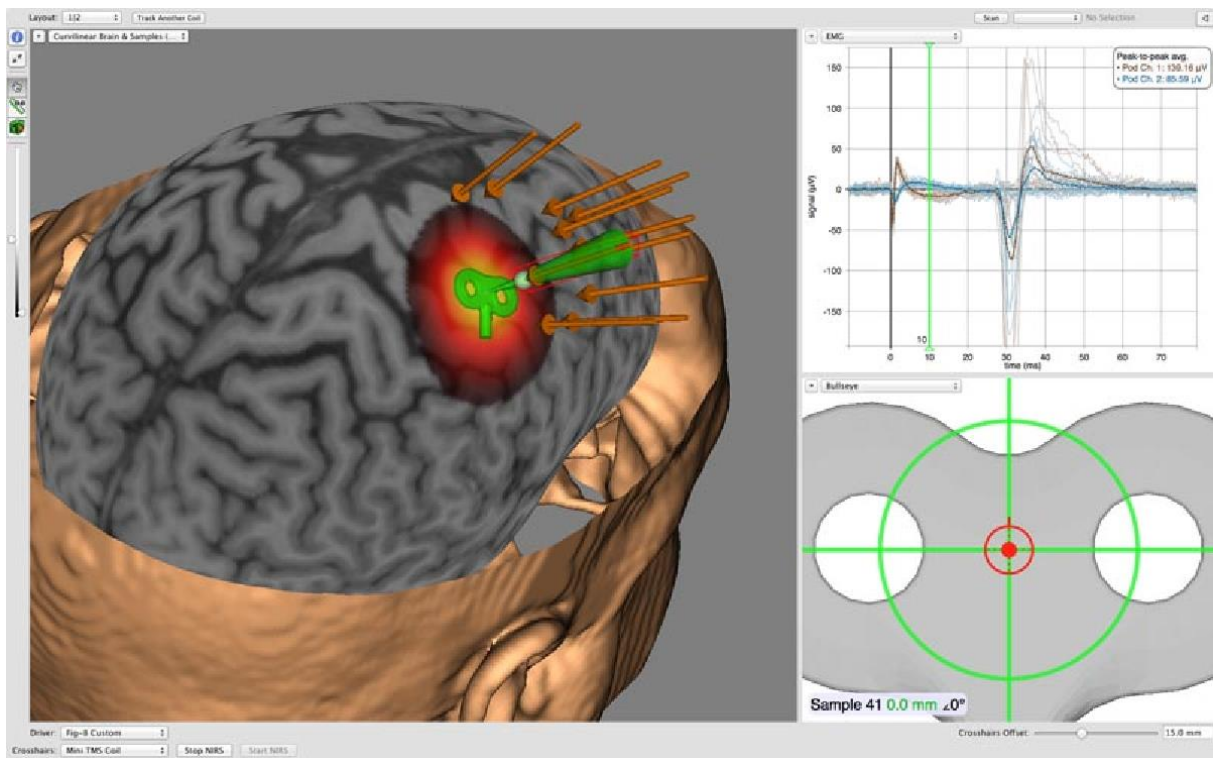 Layout: 1|2
Track Another Coil
Scan
No Selection
Curvilinear Brain & Samples (...
EMG
Peak-to-peak avg.
• Pod Ch. 1: 139.16 µV
• Pod Ch. 2: 85.59 µV
signal (µV)
150
100
50
0
-50
-100
-150
10
0 10 20 30 40 50 60 70
time (ms)
Bullseye
Sample 41 0.0 mm ∠0°
Driver: Fig-8 Custom
Crosshairs Offset: 15.0 mm
Crosshairs: Mini TMS Coil
Stop NIRS
Start NIRS